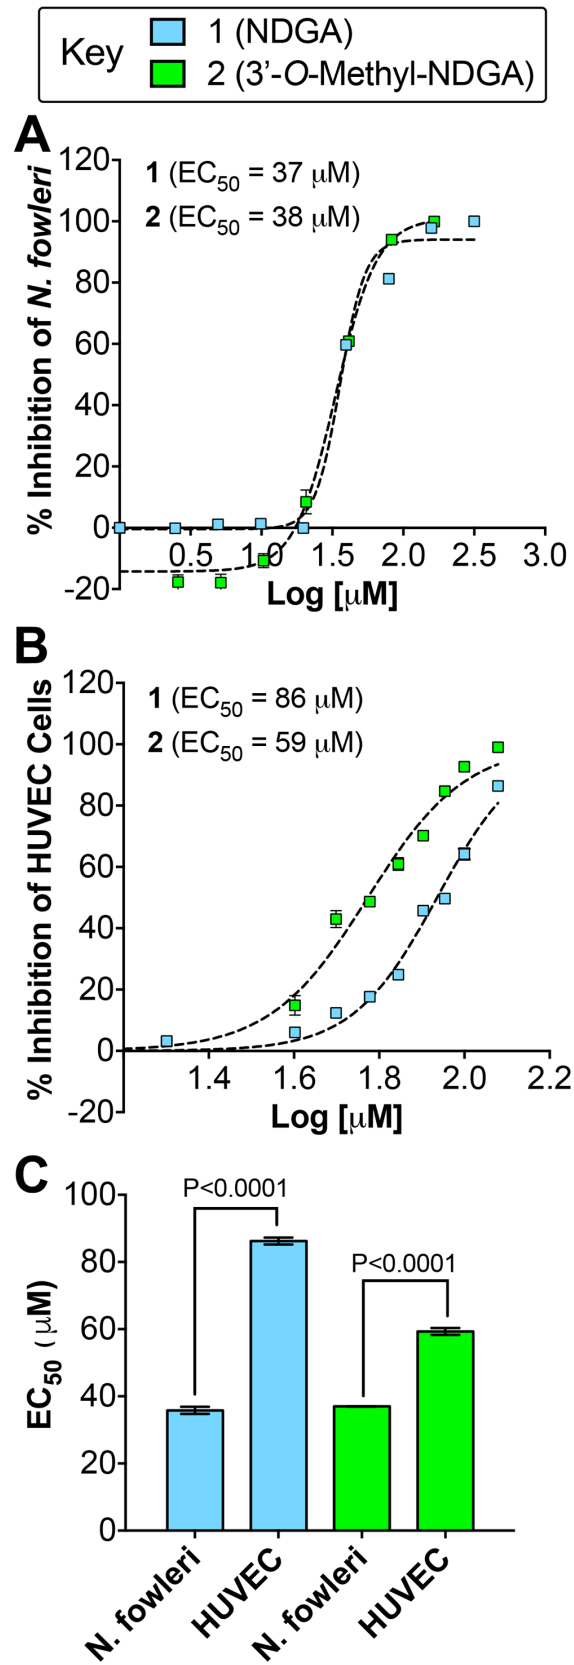 Key
1 (NDGA)
2 (3'-O-Methyl-NDGA)
A
% Inhibition of N. fowleri
120
100
80
60
40
20
0
-20
1 (EC50 = 37 μM)
2 (EC50 = 38 μM)
0.5 1.0 1.5 2.0 2.5 3.0
Log [μM]
B
% Inhibition of HUVEC Cells
120
100
80
60
40
20
0
-20
1 (EC50 = 86 μM)
2 (EC50 = 59 μM)
1.4 1.6 1.8 2.0 2.2
Log [μM]
C
EC50 (μM)
100
80
60
40
20
0
P<0.0001
P<0.0001
N. fowleri
HUVEC
N. fowleri
HUVEC